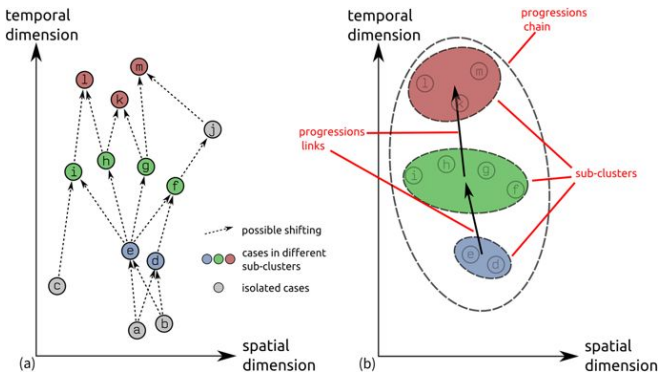 temporal
dimension
l
m
k
j
i
h
g
f
e
d
c
a
b
possible shifting
cases in different
sub-clusters
isolated cases
(a)
spatial
dimension
temporal
dimension
progressions
chain
l
m
k
progressions
links
i
h
g
f
sub-clusters
e
d
(b)
spatial
dimension